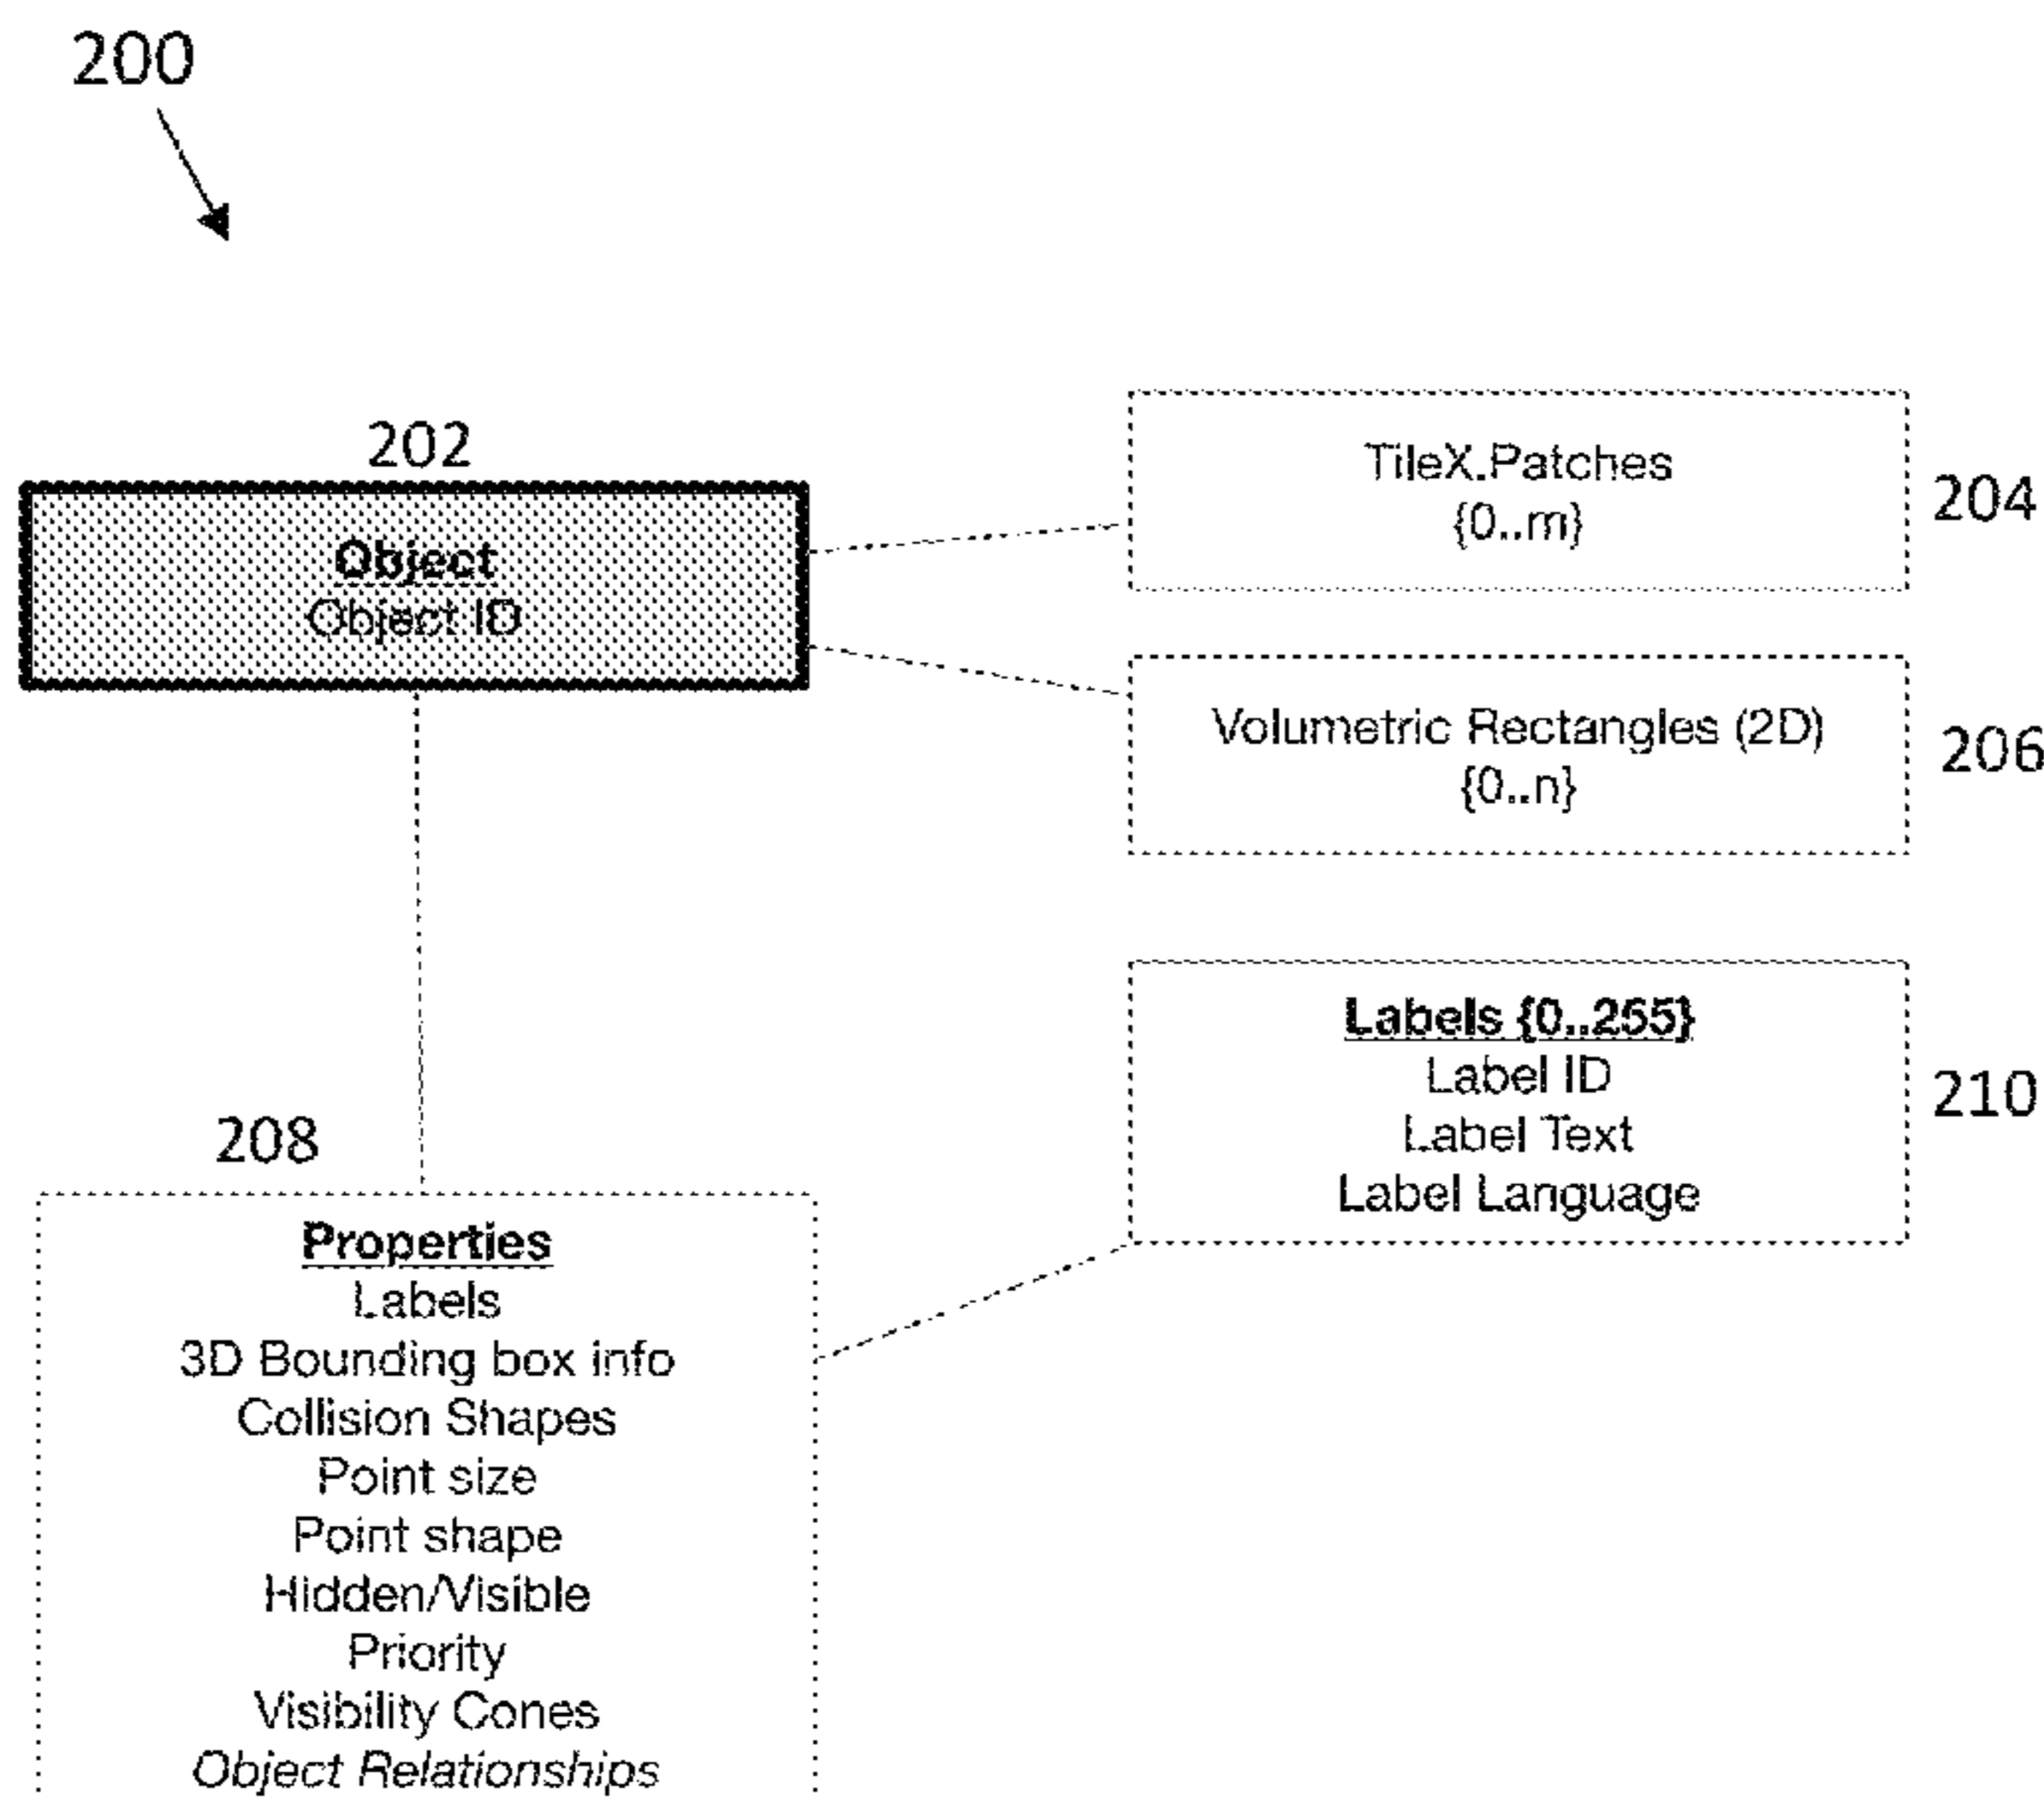 200
202
Object
Object ID
TileX.Patches
{0..m}
204
Volumetric Rectangles (2D)
{0..n}
206
Labels {0..255}
Label ID
Label Text
Label Language
210
208
Properties
Labels
3D Bounding box info
Collision Shapes
Point size
Point shape
Hidden/Visible
Priority
Visibility Cones
Object Relationships